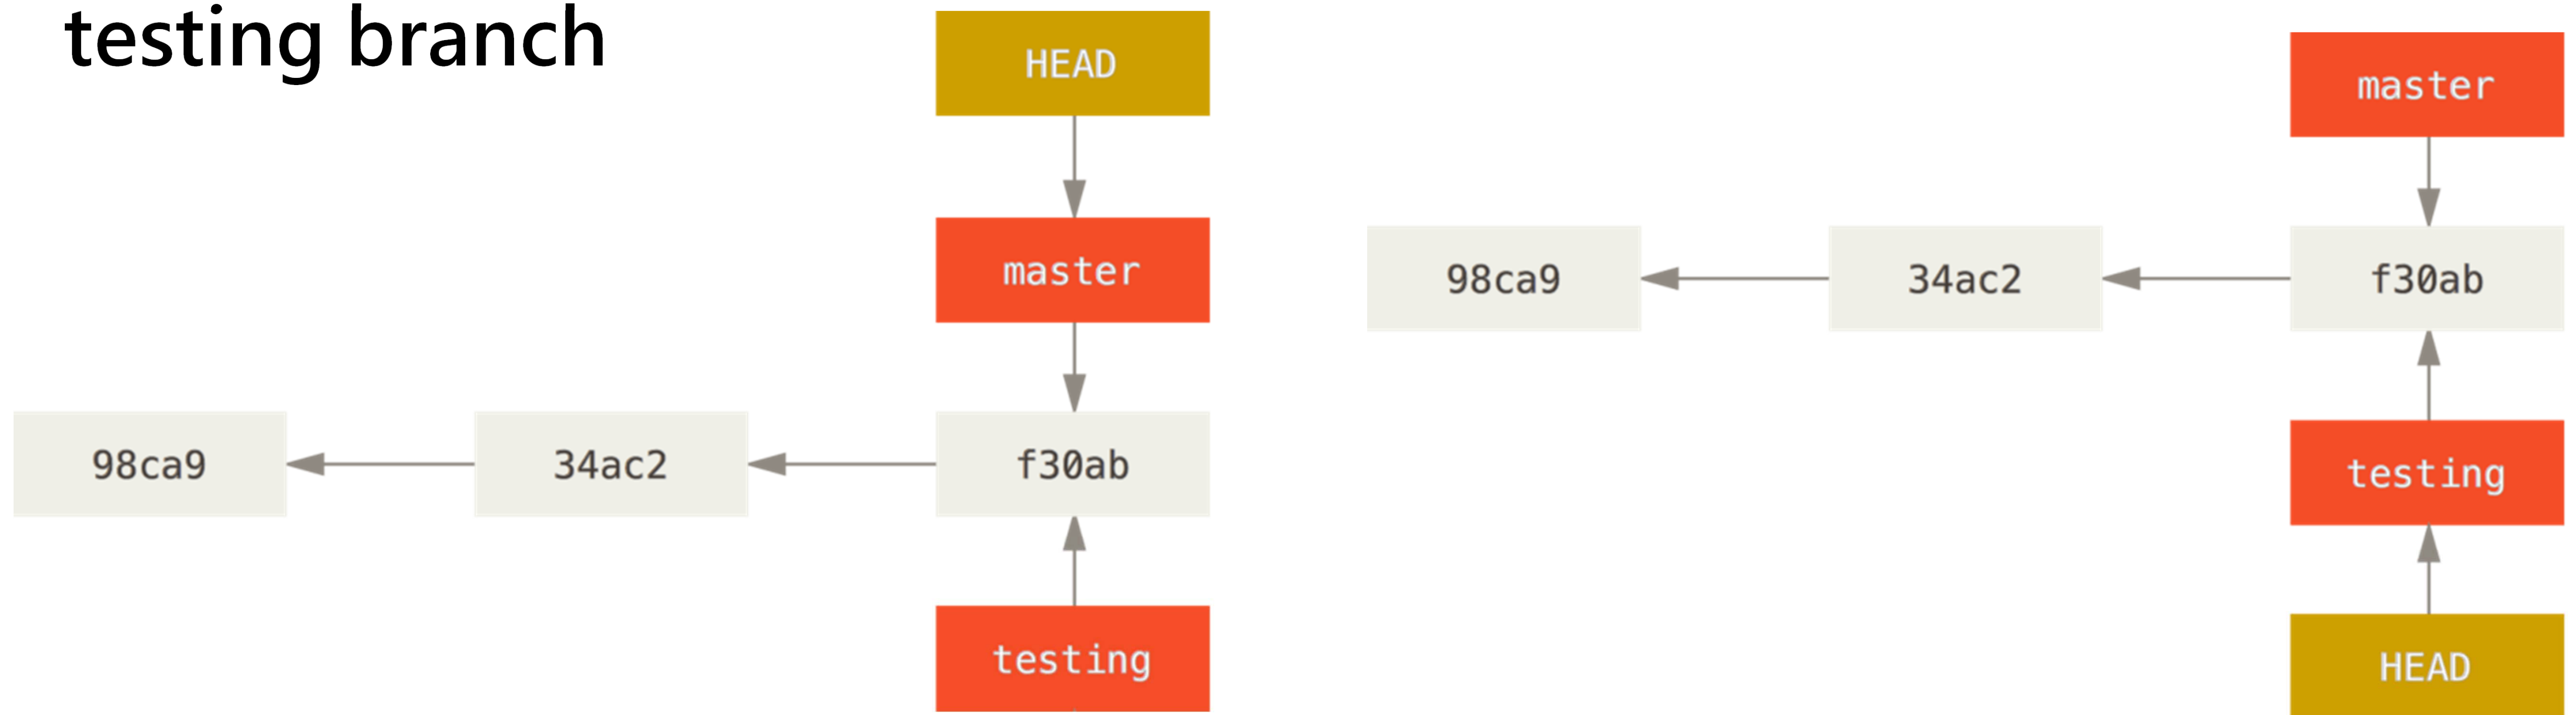 testing branch
HEAD
master
98ca9
34ac2
f30ab
testing
master
98ca9
34ac2
f30ab
testing
HEAD